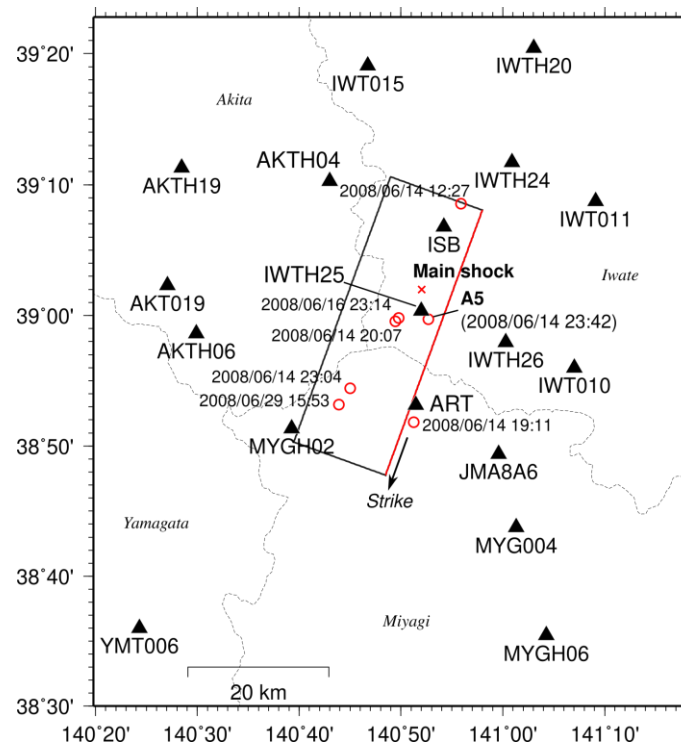 39°20'
IWT015
IWTH20
Akita
AKTH04
AKTH19
39°10'
2008/06/14 12:27
IWTH24
IWT011
ISB
IWTH25
Main shock
Iwate
AKT019
2008/06/16 23:14
A5
39°00'
(2008/06/14 23:42)
AKTH06
2008/06/14 20:07
IWTH26
2008/06/14 23:04
IWT010
2008/06/29 15:53
ART
2008/06/14 19:11
MYGH02
38°50'
JMA8A6
Strike
Yamagata
MYG004
38°40'
Miyagi
YMT006
MYGH06
20 km
38°30'
140°20'
140°30'
140°40'
140°50'
141°00'
141°10'